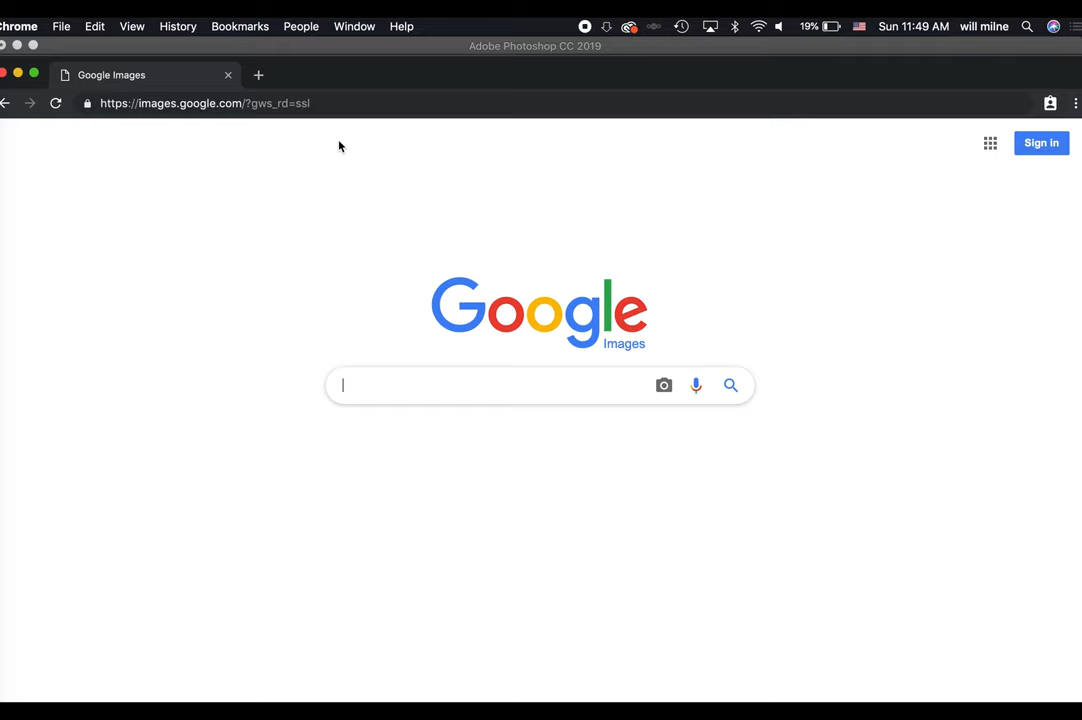 Chrome File Edit View History Bookmarks People Window Help 19% Sun 11:49 AM will milne
Adobe Photoshop CC 2019
Google Images
https://images.google.com/?gws_rd=ssl
Sign in
Google
Images